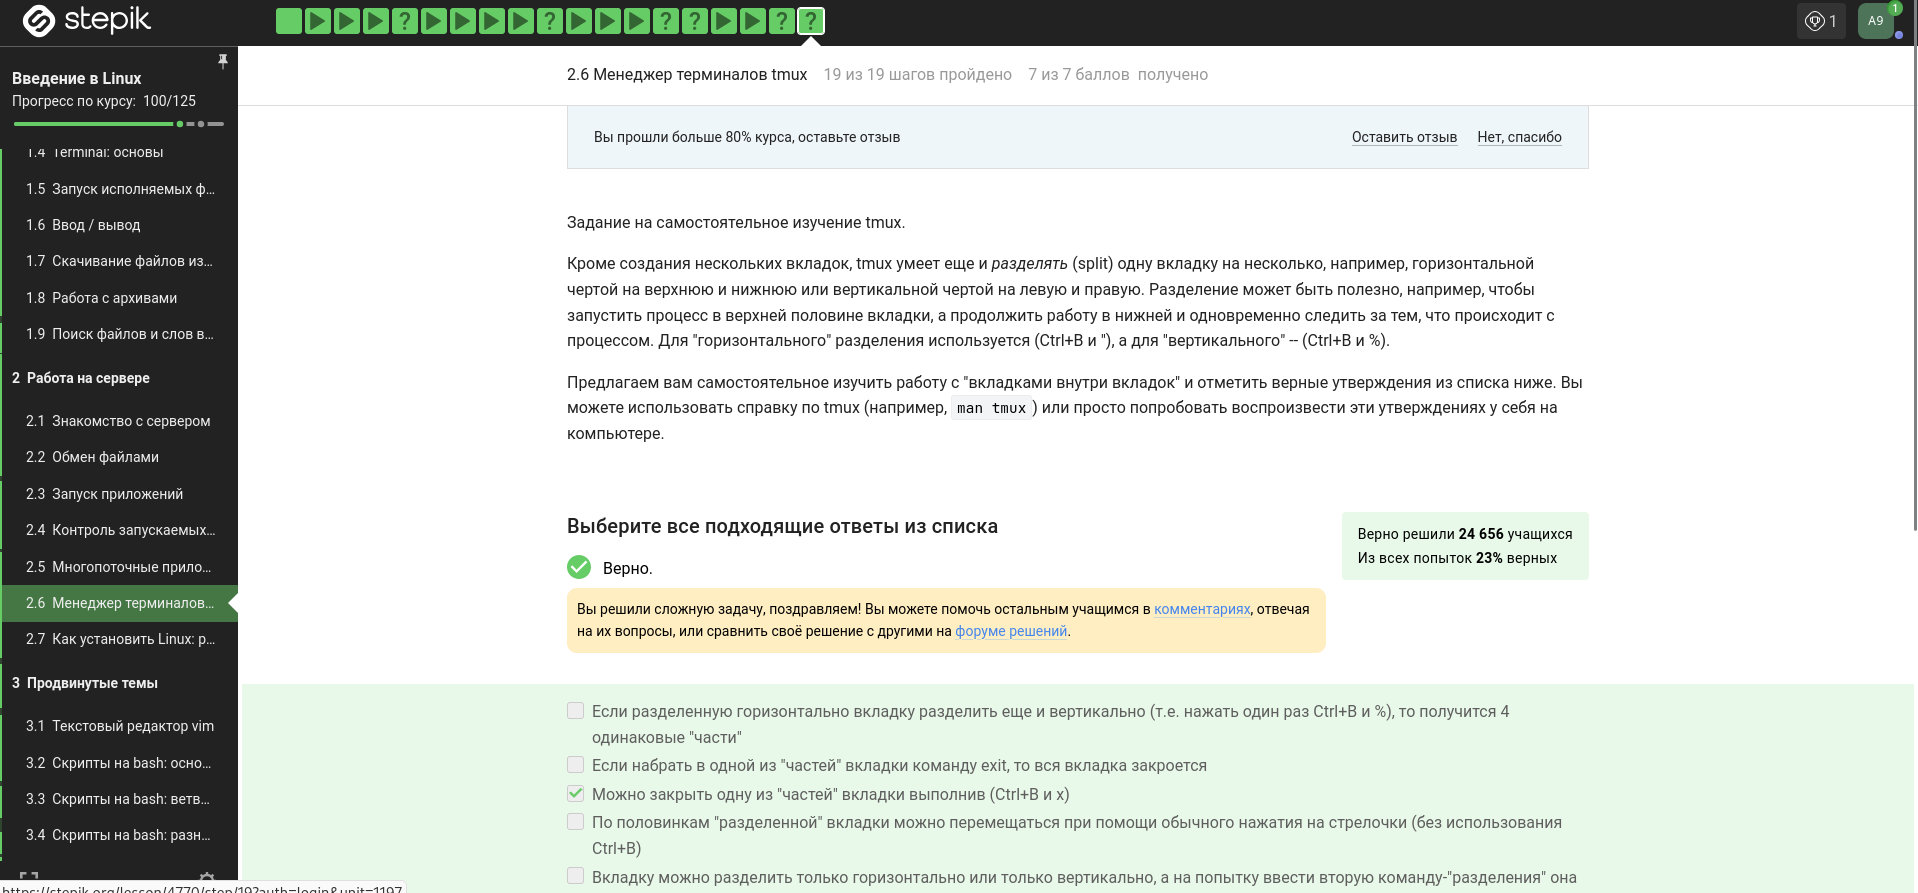 stepik
? ? ? ? ? ?
1
A9
1
Введение в Linux
Прогресс по курсу: 100/125
1.4 Terminal: основы
1.5 Запуск исполняемых ф...
1.6 Ввод / вывод
1.7 Скачивание файлов из...
1.8 Работа с архивами
1.9 Поиск файлов и слов в...
2 Работа на сервере
2.1 Знакомство с сервером
2.2 Обмен файлами
2.3 Запуск приложений
2.4 Контроль запускаемых...
2.5 Многопоточные прило...
2.6 Менеджер терминалов...
2.7 Как установить Linux: р...
3 Продвинутые темы
3.1 Текстовый редактор vim
3.2 Скрипты на bash: осно...
3.3 Скрипты на bash: ветв...
3.4 Скрипты на bash: разн...
https://stepik.org/lesson/4770/step/19?auth=login&unit=1197
2.6 Менеджер терминалов tmux 19 из 19 шагов пройдено 7 из 7 баллов получено
Вы прошли больше 80% курса, оставьте отзыв Оставить отзыв Нет, спасибо
Задание на самостоятельное изучение tmux.
Кроме создания нескольких вкладок, tmux умеет еще и разделять (split) одну вкладку на несколько, например, горизонтальной
чертой на верхнюю и нижнюю или вертикальной чертой на левую и правую. Разделение может быть полезно, например, чтобы
запустить процесс в верхней половине вкладки, а продолжить работу в нижней и одновременно следить за тем, что происходит с
процессом. Для "горизонтального" разделения используется (Ctrl+B и "), а для "вертикального" -- (Ctrl+B и %).
Предлагаем вам самостоятельное изучить работу с "вкладками внутри вкладок" и отметить верные утверждения из списка ниже. Вы
можете использовать справку по tmux (например, man tmux) или просто попробовать воспроизвести эти утверждениях у себя на
компьютере.
Выберите все подходящие ответы из списка
Верно.
Верно решили 24 656 учащихся
Из всех попыток 23% верных
Вы решили сложную задачу, поздравляем! Вы можете помочь остальным учащимся в комментариях, отвечая
на их вопросы, или сравнить своё решение с другими на форуме решений.
Если разделенную горизонтально вкладку разделить еще и вертикально (т.е. нажать один раз Ctrl+B и %), то получится 4
одинаковые "части"
Если набрать в одной из "частей" вкладки команду exit, то вся вкладка закроется
Можно закрыть одну из "частей" вкладки выполнив (Ctrl+B и x)
По половинкам "разделенной" вкладки можно перемещаться при помощи обычного нажатия на стрелочки (без использования
Ctrl+B)
Вкладку можно разделить только горизонтально или только вертикально, а на попытку ввести вторую команду-"разделения" она